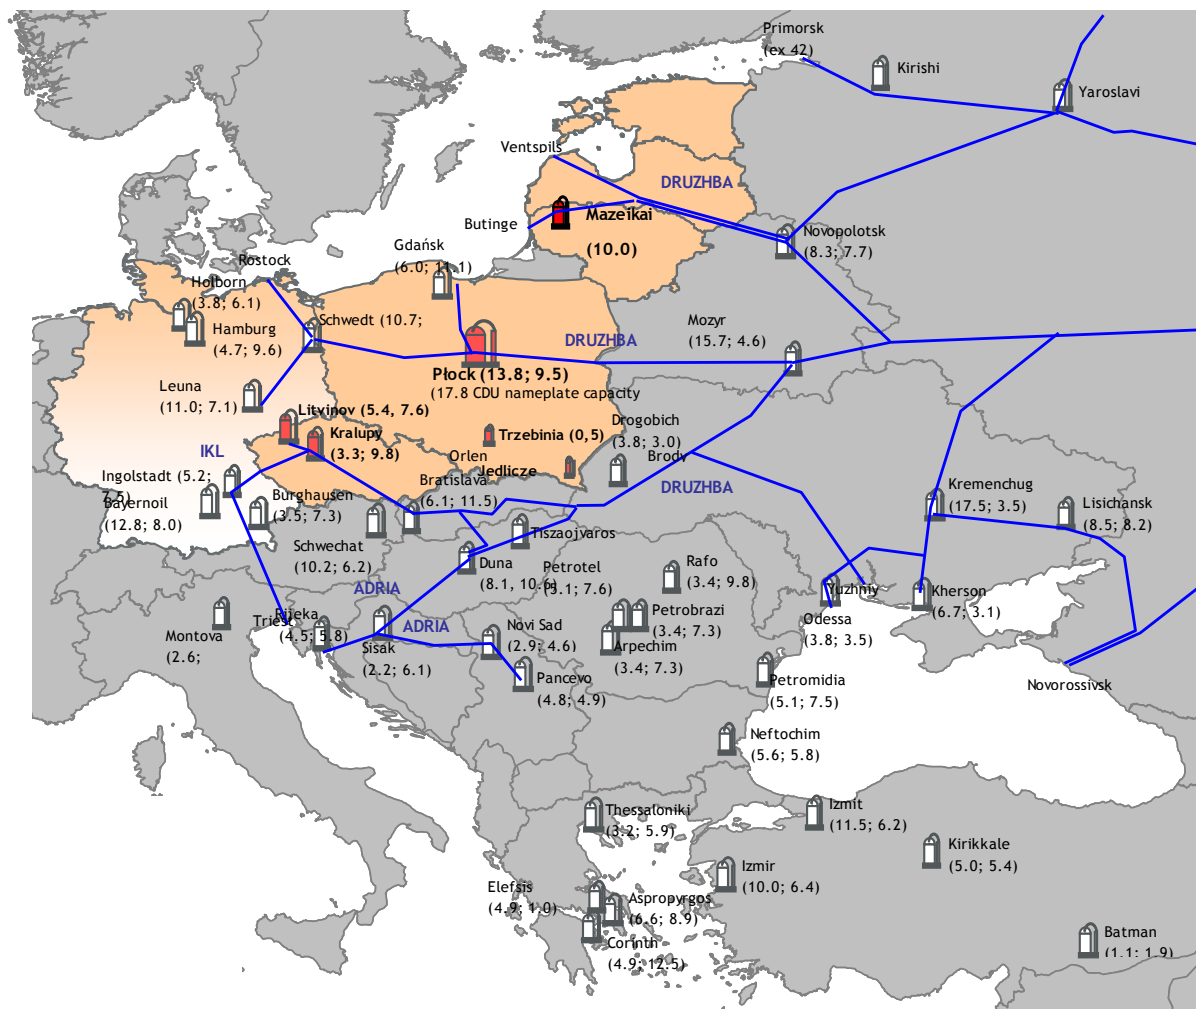 Primorsk
(ex 42)
Kirishi
Yaroslavi
Ventspils
DRUZHBA
Butinge
Mazeikai
(10.0)
Novopolotsk
(8.3; 7.7)
Gdańsk
(6.0; 11.1)
Rostock
Holborn
(3.8; 6.1)
Hamburg
(4.7; 9.6)
Schwedt (10.7;
DRUZHBA
Mozyr
(15.7; 4.6)
Płock (13.8; 9.5)
(17.8 CDU nameplate capacity
Leuna
(11.0; 7.1)
Litvinov (5.4, 7.6)
Kralupy
(3.3; 9.8)
Trzebinia (0,5)
Drogobich
(3.8; 3.0)
Brody
Orlen
Jedlicze
IKL
Ingolstadt (5.2;
7.5)
Bayernoil
(12.8; 8.0)
Burghausen
(3.5; 7.3)
Bratislava
(6.1; 11.5)
DRUZHBA
Kremenchug
(17.5; 3.5)
Lisichansk
(8.5; 8.2)
Schwechat
(10.2; 6.2)
Tiszaojvaros
Duna
(8.1, 10.6)
Petrotel
(3.1; 7.6)
Rafo
(3.4; 9.8)
ADRIA
Yuzhniy
Kherson
(6.7; 3.1)
Odessa
(3.8; 3.5)
Rijeka
(4.5; 5.8)
Triest
Montova
(2.6;
ADRIA
Sisak
(2.2; 6.1)
Novi Sad
(2.9; 4.6)
Petrobrazi
(3.4; 7.3)
Arpechim
(3.4; 7.3)
Pancevo
(4.8; 4.9)
Petromidia
(5.1; 7.5)
Novorossivsk
Neftochim
(5.6; 5.8)
Thessaloniki
(3.2; 5.9)
Izmit
(11.5; 6.2)
Kirikkale
(5.0; 5.4)
Izmir
(10.0; 6.4)
Elefsis
(4.9; 1.0)
Aspropyrgos
(6.6; 8.9)
Corinth
(4.9; 12.5)
Batman
(1.1; 1.9)